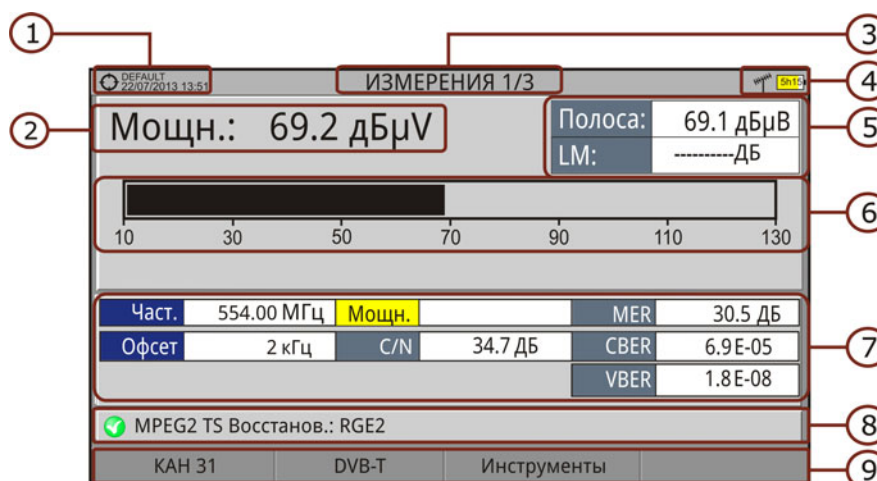 1
3
DEFAULT
22/07/2013 13:51
ИЗМЕРЕНИЯ 1/3
5h15
4
2
Мощн.: 69.2 дБµV
Полоса: 69.1 дБµВ
5
LM: ----------ДБ
6
10 30 50 70 90 110 130
Част. 554.00 МГц Мощн. MER 30.5 ДБ
Офсет 2 кГц C/N 34.7 ДБ CBER 6.9E-05
7
VBER 1.8E-08
MPEG2 TS Восстанов.: RGE2
8
КАН 31 DVB-T Инструменты
9